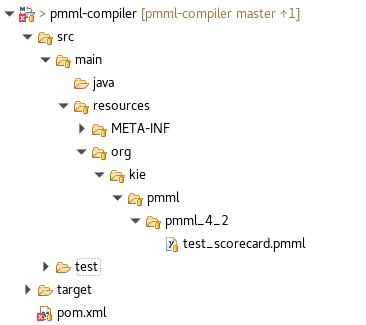 > pmml-compiler [pmml-compiler master ↑1]
src
main
java
resources
META-INF
org
kie
pmml
pmml_4_2
test_scorecard.pmml
test
target
pom.xml